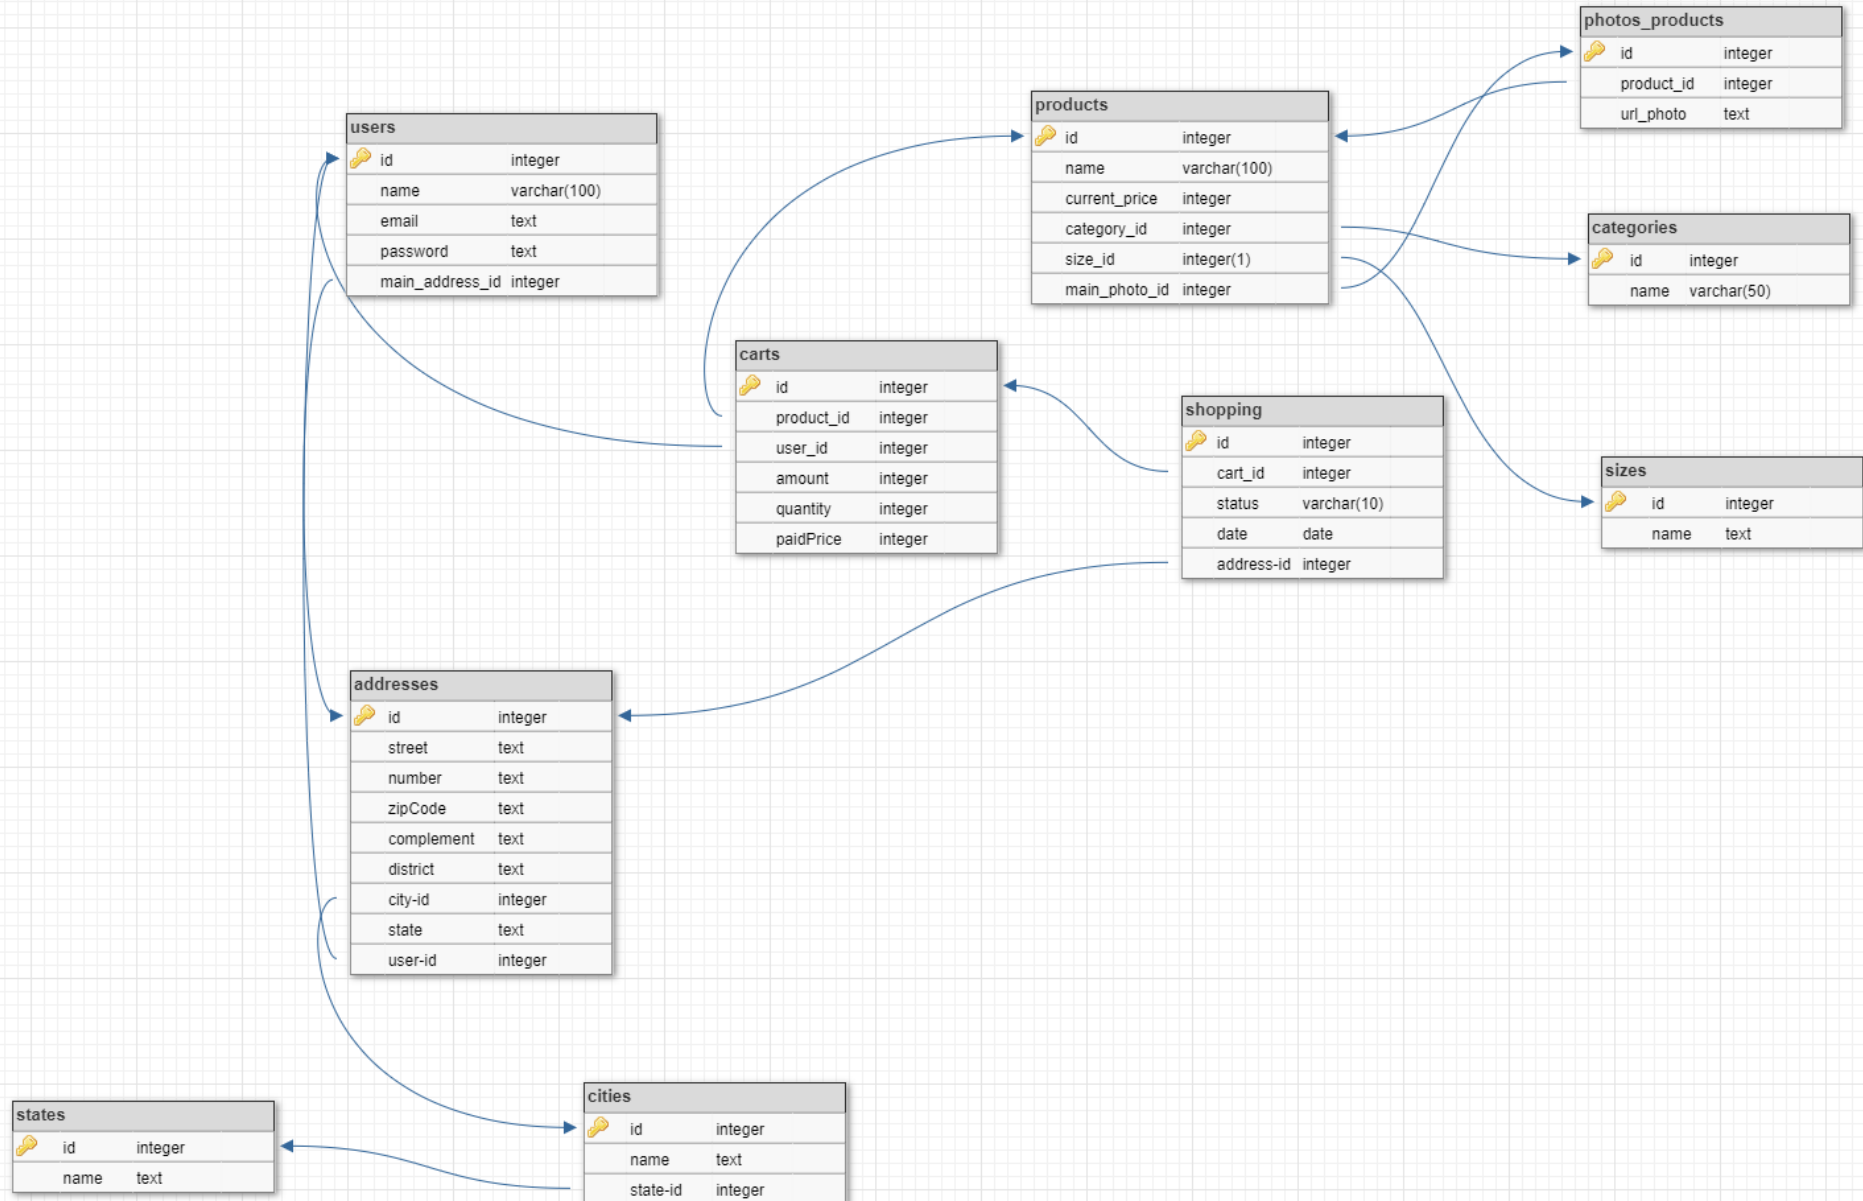 photos_products
id integer
product_id integer
url_photo text
products
id integer
name varchar(100)
current_price integer
category_id integer
size_id integer(1)
main_photo_id integer
users
id integer
name varchar(100)
email text
password text
main_address_id integer
categories
id integer
name varchar(50)
carts
id integer
product_id integer
user_id integer
amount integer
quantity integer
paidPrice integer
shopping
id integer
cart_id integer
status varchar(10)
date date
address-id integer
sizes
id integer
name text
addresses
id integer
street text
number text
zipCode text
complement text
district text
city-id integer
state text
user-id integer
states
id integer
name text
cities
id integer
name text
state-id integer